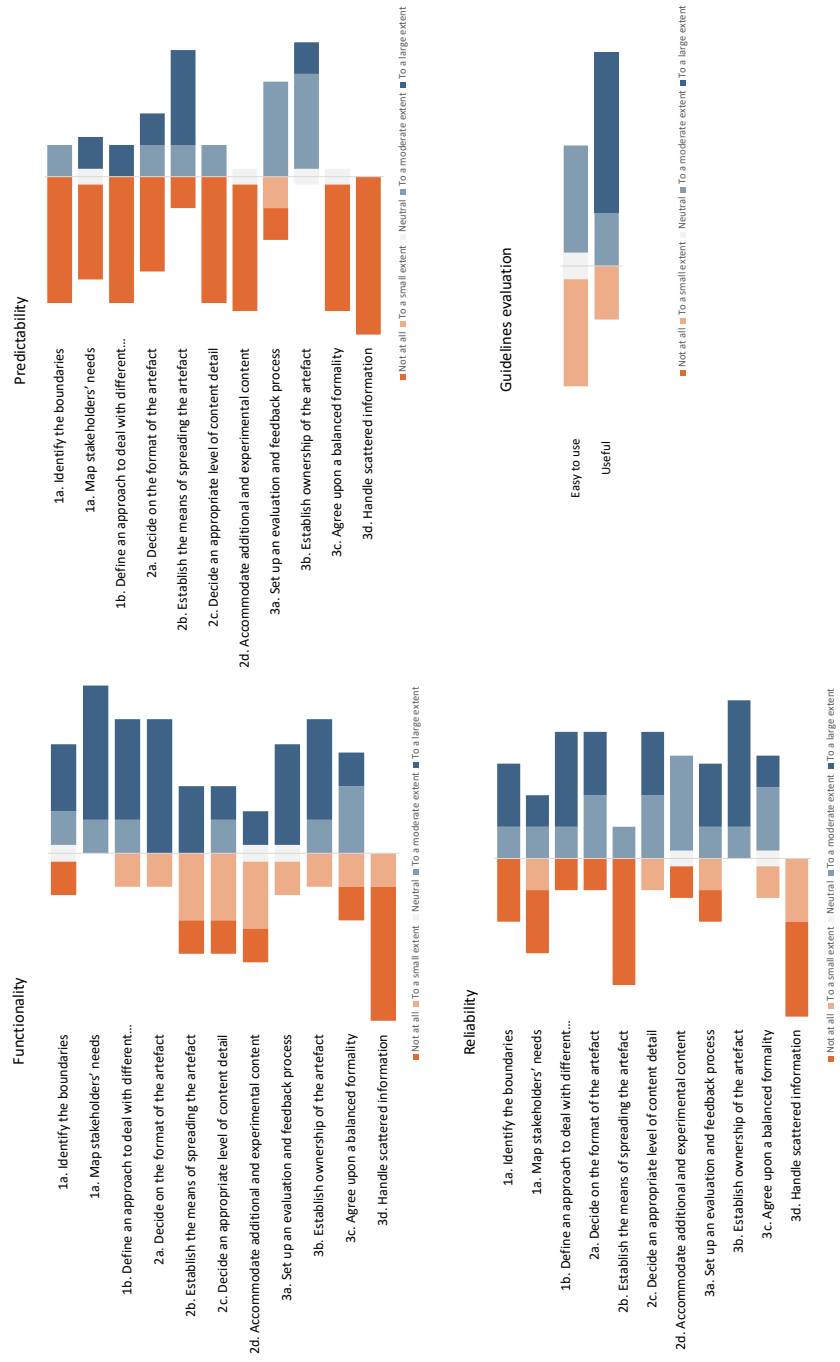 Functionality
1a. Identify the boundaries
1a. Map stakeholders' needs
1b. Define an approach to deal with different...
2a. Decide on the format of the artefact
2b. Establish the means of spreading the artefact
2c. Decide an appropriate level of content detail
2d. Accommodate additional and experimental content
3a. Set up an evaluation and feedback process
3b. Establish ownership of the artefact
3c. Agree upon a balanced formality
3d. Handle scattered information
Not at all To a small extent Neutral To a moderate extent To a large extent
Predictability
1a. Identify the boundaries
1a. Map stakeholders' needs
1b. Define an approach to deal with different...
2a. Decide on the format of the artefact
2b. Establish the means of spreading the artefact
2c. Decide an appropriate level of content detail
2d. Accommodate additional and experimental content
3a. Set up an evaluation and feedback process
3b. Establish ownership of the artefact
3c. Agree upon a balanced formality
3d. Handle scattered information
Not at all To a small extent Neutral To a moderate extent To a large extent
Reliability
1a. Identify the boundaries
1a. Map stakeholders' needs
1b. Define an approach to deal with different...
2a. Decide on the format of the artefact
2b. Establish the means of spreading the artefact
2c. Decide an appropriate level of content detail
2d. Accommodate additional and experimental content
3a. Set up an evaluation and feedback process
3b. Establish ownership of the artefact
3c. Agree upon a balanced formality
3d. Handle scattered information
Not at all To a small extent Neutral To a moderate extent To a large extent
Guidelines evaluation
Easy to use
Useful
Not at all To a small extent Neutral To a moderate extent To a large extent